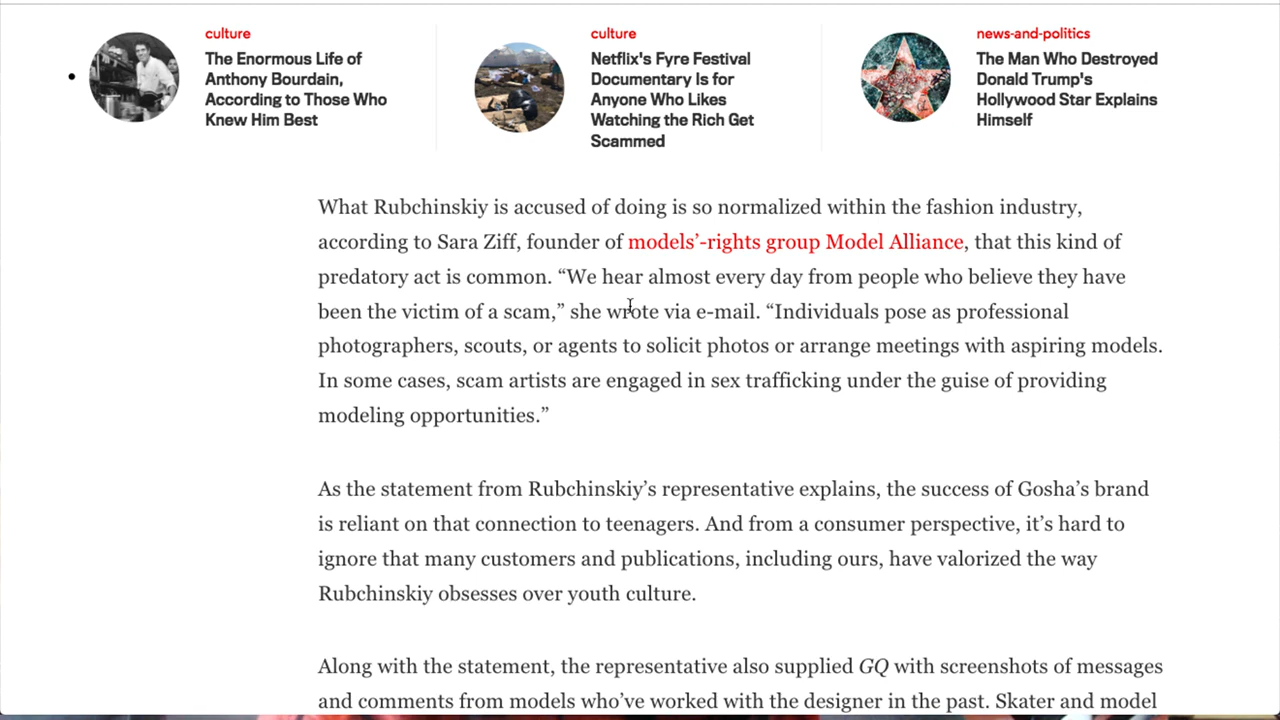 culture
The Enormous Life of
Anthony Bourdain,
According to Those Who
Knew Him Best
culture
Netflix's Fyre Festival
Documentary Is for
Anyone Who Likes
Watching the Rich Get
Scammed
news-and-politics
The Man Who Destroyed
Donald Trump's
Hollywood Star Explains
Himself
What Rubchinskiy is accused of doing is so normalized within the fashion industry,
according to Sara Ziff, founder of models’-rights group Model Alliance, that this kind of
predatory act is common. “We hear almost every day from people who believe they have
been the victim of a scam,” she wrote via e-mail. “Individuals pose as professional
photographers, scouts, or agents to solicit photos or arrange meetings with aspiring models.
In some cases, scam artists are engaged in sex trafficking under the guise of providing
modeling opportunities.”
As the statement from Rubchinskiy’s representative explains, the success of Gosha’s brand
is reliant on that connection to teenagers. And from a consumer perspective, it’s hard to
ignore that many customers and publications, including ours, have valorized the way
Rubchinskiy obsesses over youth culture.
Along with the statement, the representative also supplied GQ with screenshots of messages
and comments from models who’ve worked with the designer in the past. Skater and model